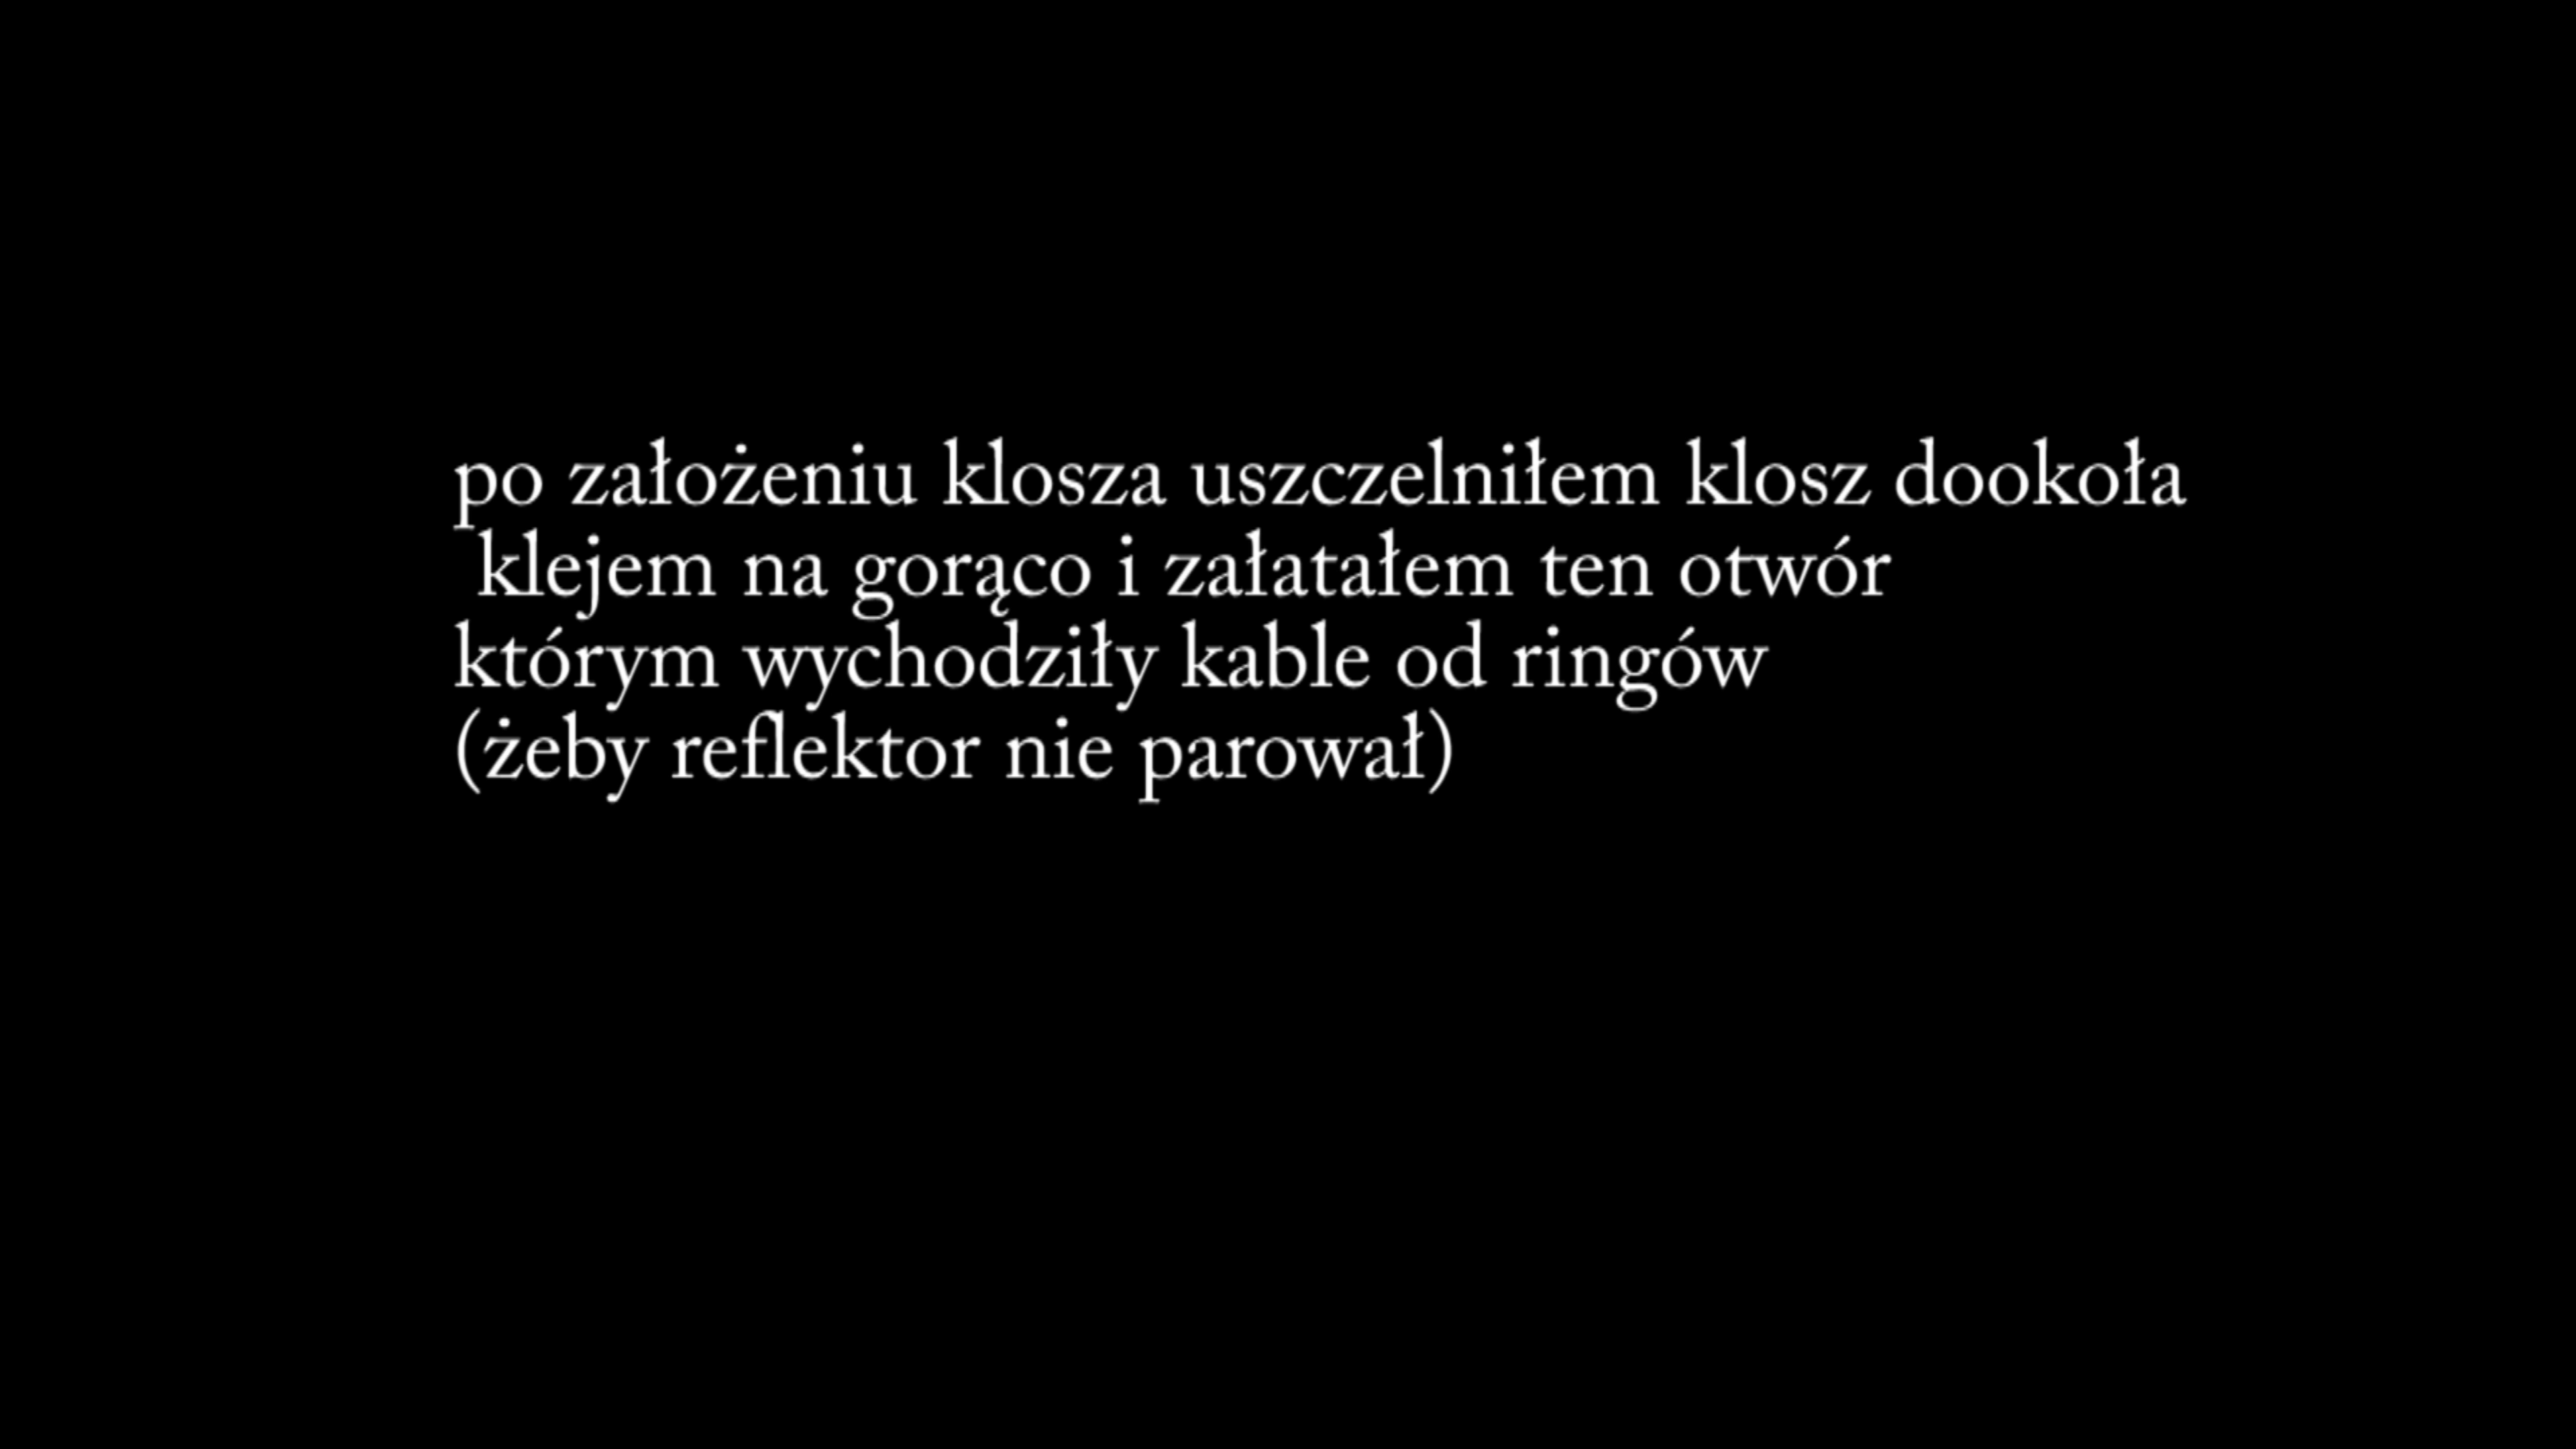 po założeniu klosza uszczelniłem klosz dookoła
klejem na gorąco i załatałem ten otwór
którym wychodziły kable od ringów
(żeby reflektor nie parował)